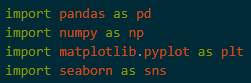 import pandas as pd
import numpy as np
import matplotlib.pyplot as plt
import seaborn as sns